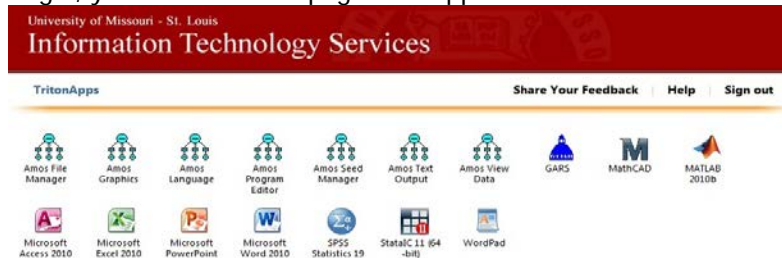 University of Missouri - St. Louis
Information Technology Services
TritonApps
Share Your Feedback | Help | Sign out
Amos File Manager
Amos Graphics
Amos Language
Amos Program Editor
Amos Seed Manager
Amos Text Output
Amos View Data
GARS
MathCAD
MATLAB 2010b
Microsoft Access 2010
Microsoft Excel 2010
Microsoft PowerPoint
Microsoft Word 2010
SPSS Statistics 19
StataIC 11 (64-bit)
WordPad